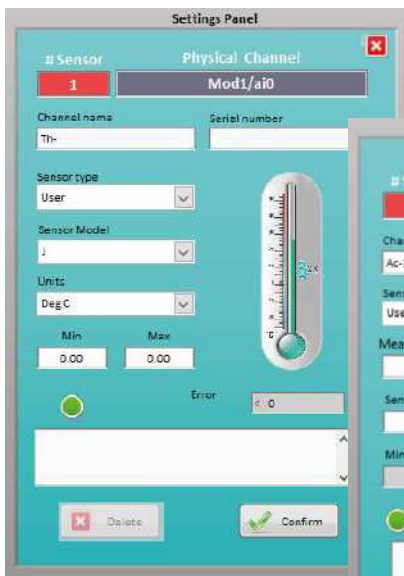 Settings Panel
# Sensor Physical Channel
1 Mod1/ai0
Channel name Serial number
Th-
Sensor type
User
Sensor Model
J
Units
Deg C
Min Max
0.00 0.00
Error
0
Delete Confirm
Cha
Ac-
Sen
Use
Mea
Sen
Min